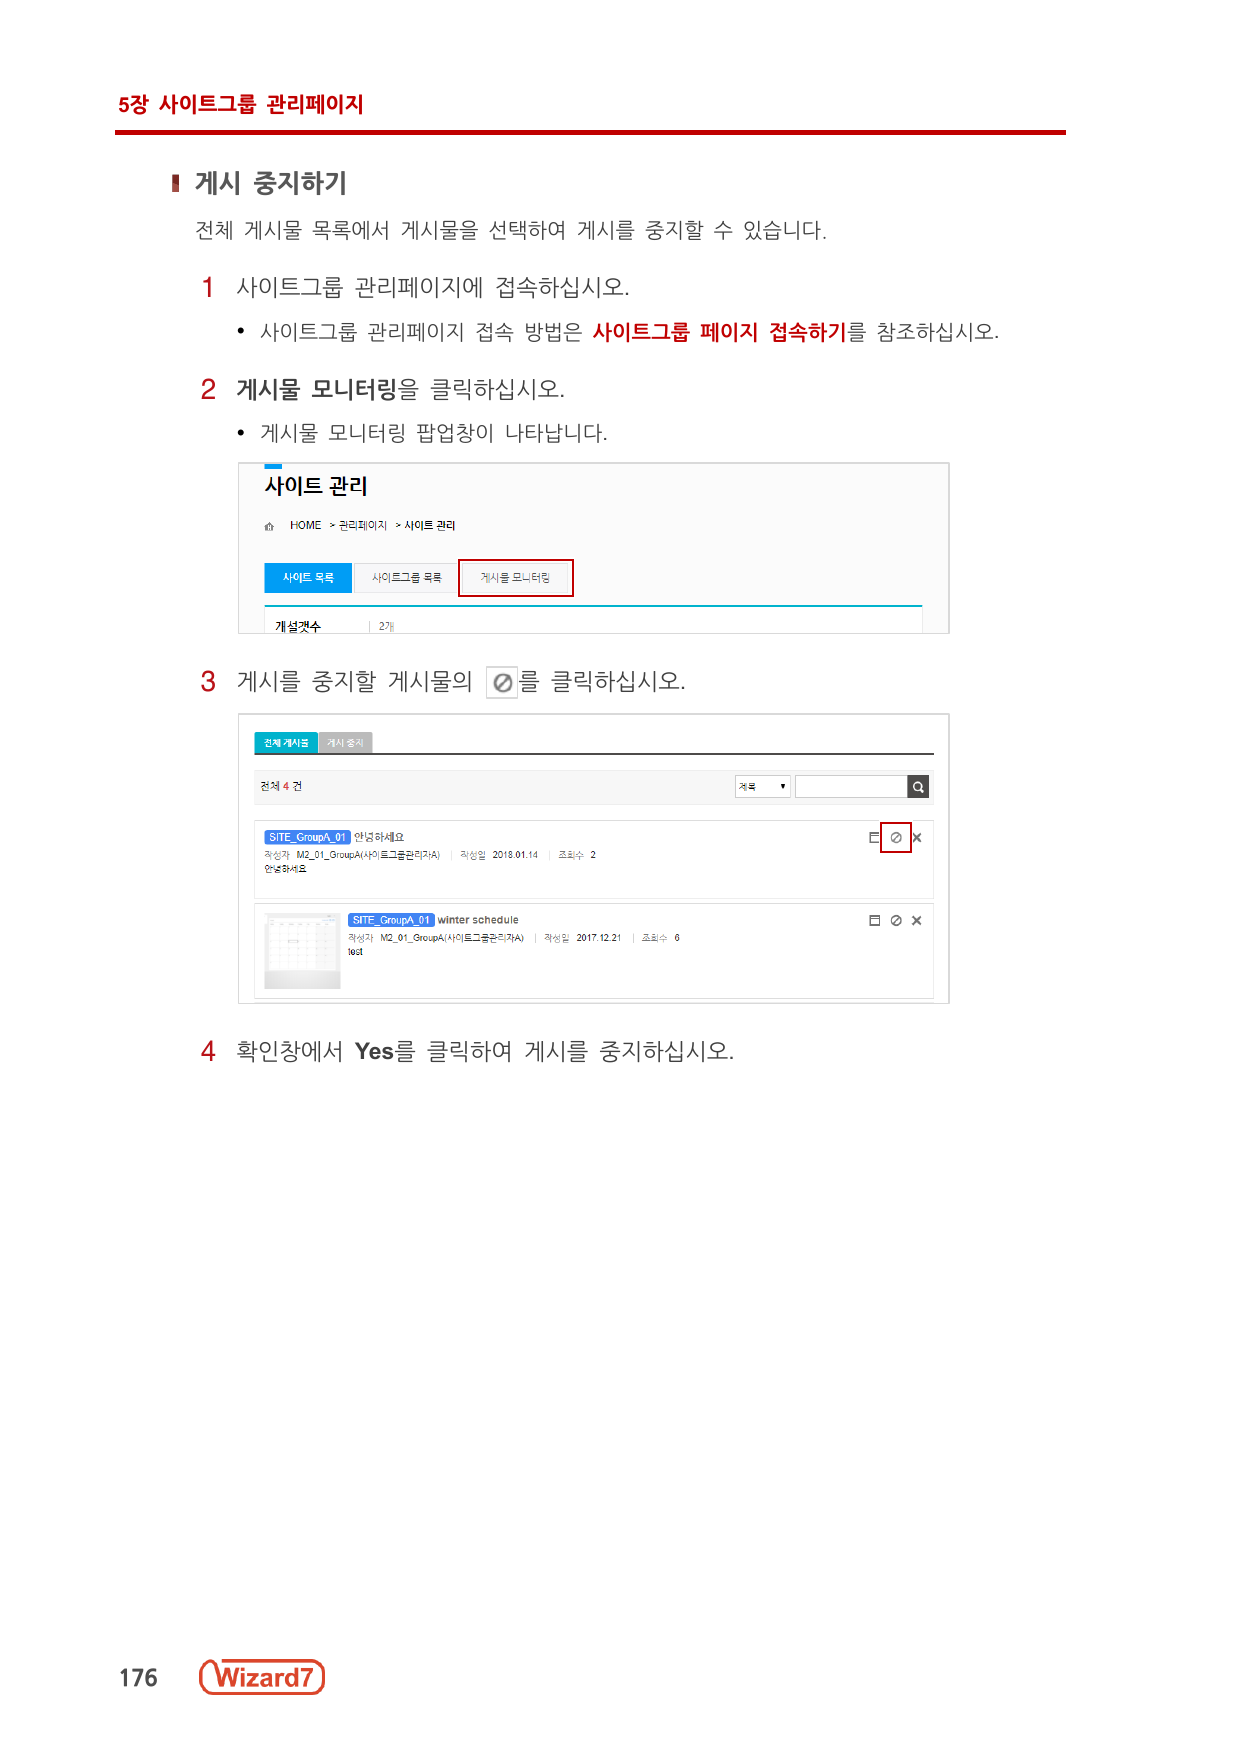 5장 사이트그룹 관리페이지
게시 중지하기
전체 게시물 목록에서 게시물을 선택하여 게시를 중지할 수 있습니다.
1 사이트그룹 관리페이지에 접속하십시오.
• 사이트그룹 관리페이지 접속 방법은 사이트그룹 페이지 접속하기를 참조하십시오.
2 게시물 모니터링을 클릭하십시오.
• 게시물 모니터링 팝업창이 나타납니다.
사이트 관리
HOME > 관리페이지 > 사이트 관리
사이트 목록 사이트그룹 목록 게시물 모니터링
개설갯수 2개
3 게시를 중지할 게시물의 를 클릭하십시오.
전체 게시물 게시 중지
전체 4 건 제목
SITE_GroupA_01 안녕하세요
작성자 M2_01_GroupA(사이트그룹관리자A) 작성일 2018.01.14 조회수 2
안녕하세요
SITE_GroupA_01 winter schedule
작성자 M2_01_GroupA(사이트그룹관리자A) 작성일 2017.12.21 조회수 6
test
4 확인창에서 Yes를 클릭하여 게시를 중지하십시오.
176 Wizard7